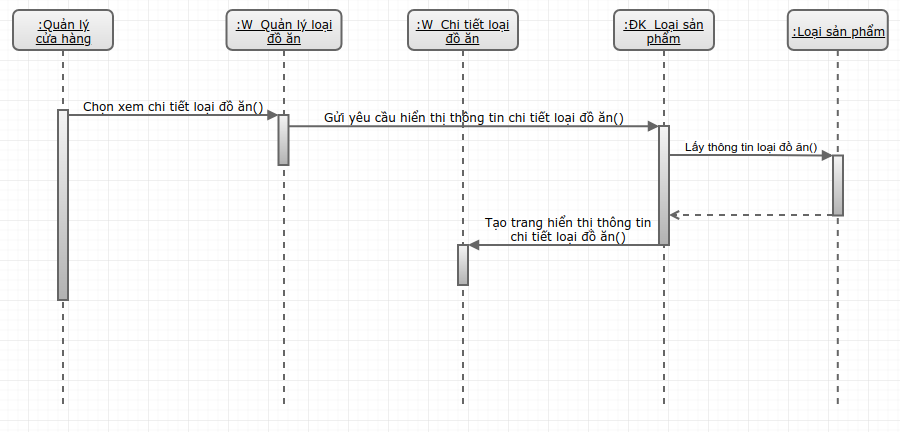 :Quản lý
cửa hàng
:W_Quản lý loại
đồ ăn
:W_Chi tiết loại
đồ ăn
:ĐK_Loại sản
phẩm
:Loại sản phẩm
Chọn xem chi tiết loại đồ ăn()
Gửi yêu cầu hiển thị thông tin chi tiết loại đồ ăn()
Lấy thông tin loại đồ ăn()
Tạo trang hiển thị thông tin
chi tiết loại đồ ăn()